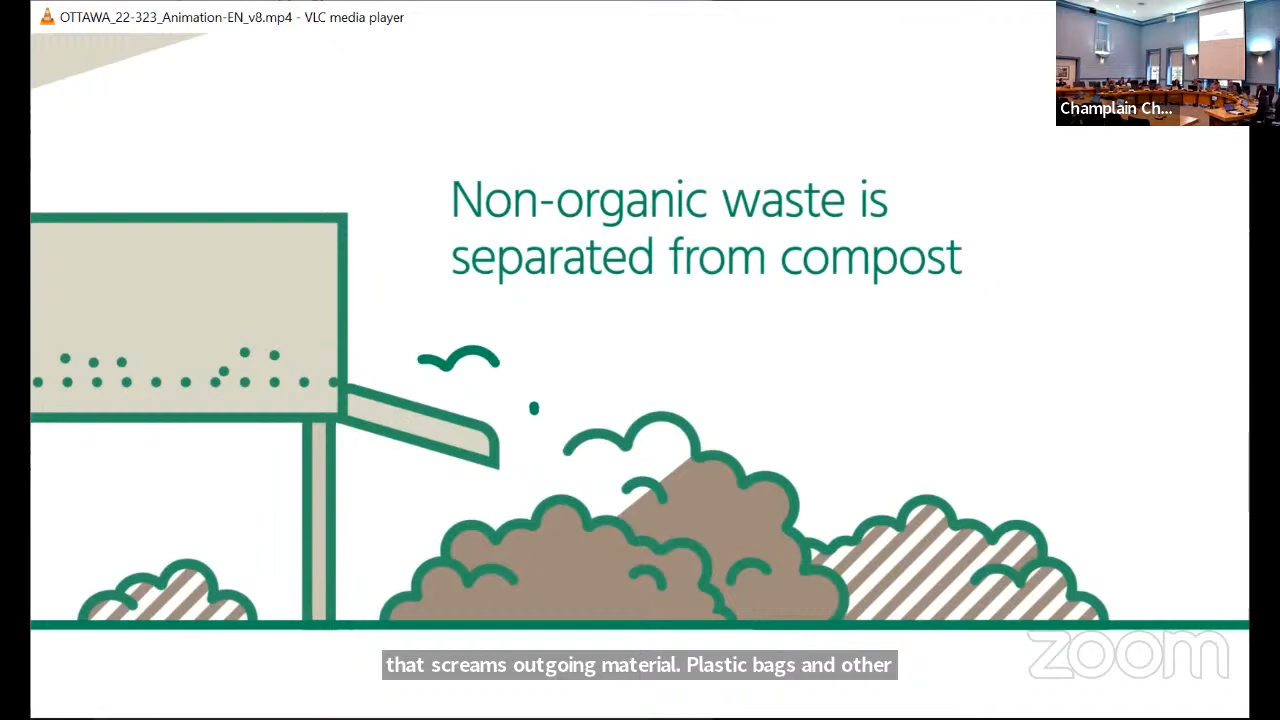 OTTAWA_22-323_Animation-EN_v8.mp4 - VLC media player
Champlain Ch...
Non-organic waste is
separated from compost
that screams outgoing material. Plastic bags and other
zoom